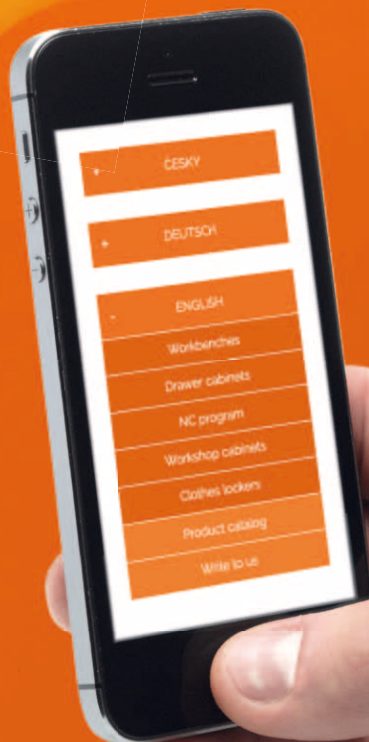 + ČESKY
+ DEUTSCH
- ENGLISH
Workbenches
Drawer cabinets
NC program
Workshop cabinets
Clothes lockers
Product catalog
Write to us